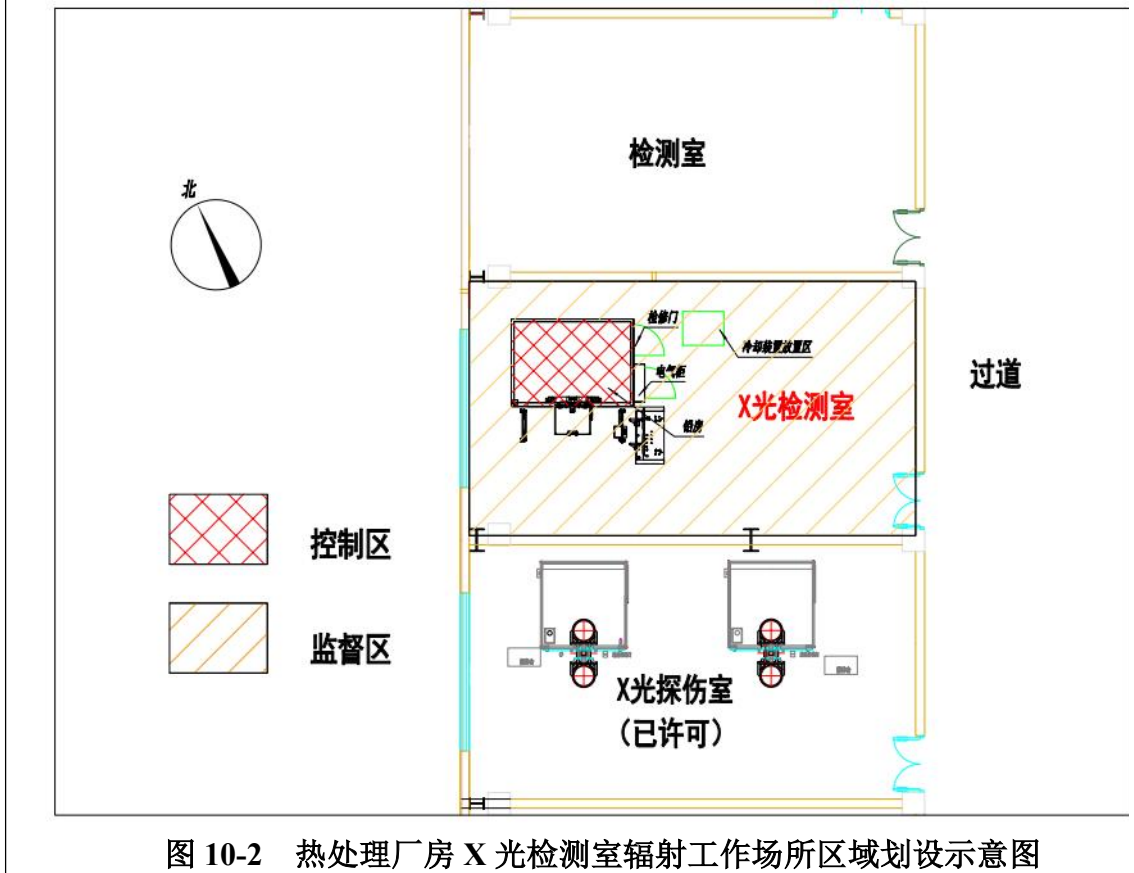 检测室
北
检修门
冷却装置放置区
电气柜
X光检测室
过道
铅房
控制区
监督区
X光探伤室
（已许可）
图 10-2 热处理厂房 X 光检测室辐射工作场所区域划设示意图